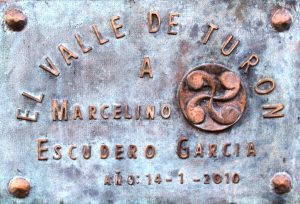 EL VALLE DE TURON
A
MARCELINO
ESCUDERO GARCIA
AÑO: 14-1-2010